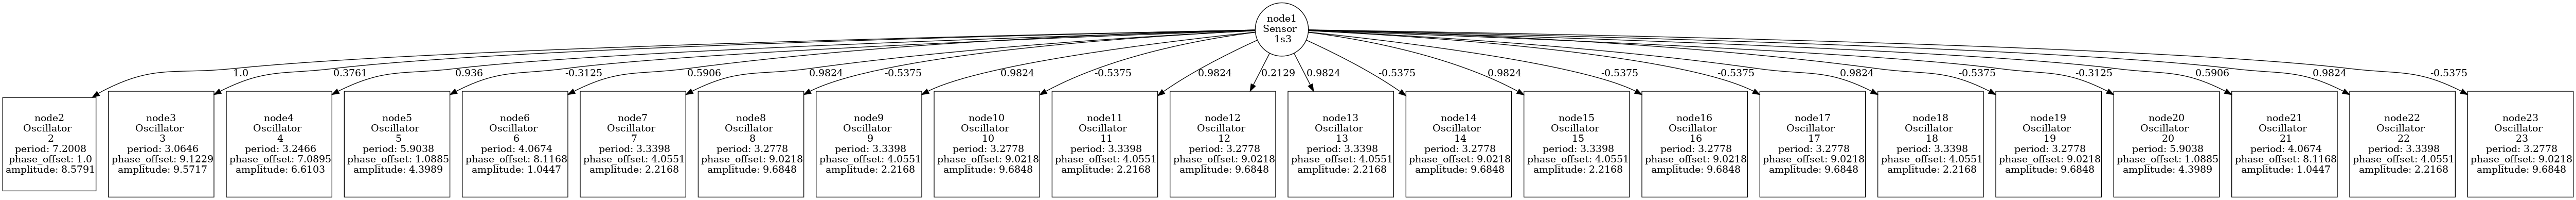 node1
Sensor
1s3
1.0
0.3761
0.936
-0.3125
0.5906
0.9824
-0.5375
0.9824
-0.5375
0.9824
0.2129
0.9824
-0.5375
0.9824
-0.5375
-0.5375
0.9824
-0.5375
-0.3125
0.5906
0.9824
-0.5375
node2
Oscillator
2
period: 7.2008
phase_offset: 1.0
amplitude: 8.5791
node3
Oscillator
3
period: 3.0646
phase_offset: 9.1229
amplitude: 9.5717
node4
Oscillator
4
period: 3.2466
phase_offset: 7.0895
amplitude: 6.6103
node5
Oscillator
5
period: 5.9038
phase_offset: 1.0885
amplitude: 4.3989
node6
Oscillator
6
period: 4.0674
phase_offset: 8.1168
amplitude: 1.0447
node7
Oscillator
7
period: 3.3398
phase_offset: 4.0551
amplitude: 2.2168
node8
Oscillator
8
period: 3.2778
phase_offset: 9.0218
amplitude: 9.6848
node9
Oscillator
9
period: 3.3398
phase_offset: 4.0551
amplitude: 2.2168
node10
Oscillator
10
period: 3.2778
phase_offset: 9.0218
amplitude: 9.6848
node11
Oscillator
11
period: 3.3398
phase_offset: 4.0551
amplitude: 2.2168
node12
Oscillator
12
period: 3.2778
phase_offset: 9.0218
amplitude: 9.6848
node13
Oscillator
13
period: 3.3398
phase_offset: 4.0551
amplitude: 2.2168
node14
Oscillator
14
period: 3.2778
phase_offset: 9.0218
amplitude: 9.6848
node15
Oscillator
15
period: 3.3398
phase_offset: 4.0551
amplitude: 2.2168
node16
Oscillator
16
period: 3.2778
phase_offset: 9.0218
amplitude: 9.6848
node17
Oscillator
17
period: 3.2778
phase_offset: 9.0218
amplitude: 9.6848
node18
Oscillator
18
period: 3.3398
phase_offset: 4.0551
amplitude: 2.2168
node19
Oscillator
19
period: 3.2778
phase_offset: 9.0218
amplitude: 9.6848
node20
Oscillator
20
period: 5.9038
phase_offset: 1.0885
amplitude: 4.3989
node21
Oscillator
21
period: 4.0674
phase_offset: 8.1168
amplitude: 1.0447
node22
Oscillator
22
period: 3.3398
phase_offset: 4.0551
amplitude: 2.2168
node23
Oscillator
23
period: 3.2778
phase_offset: 9.0218
amplitude: 9.6848